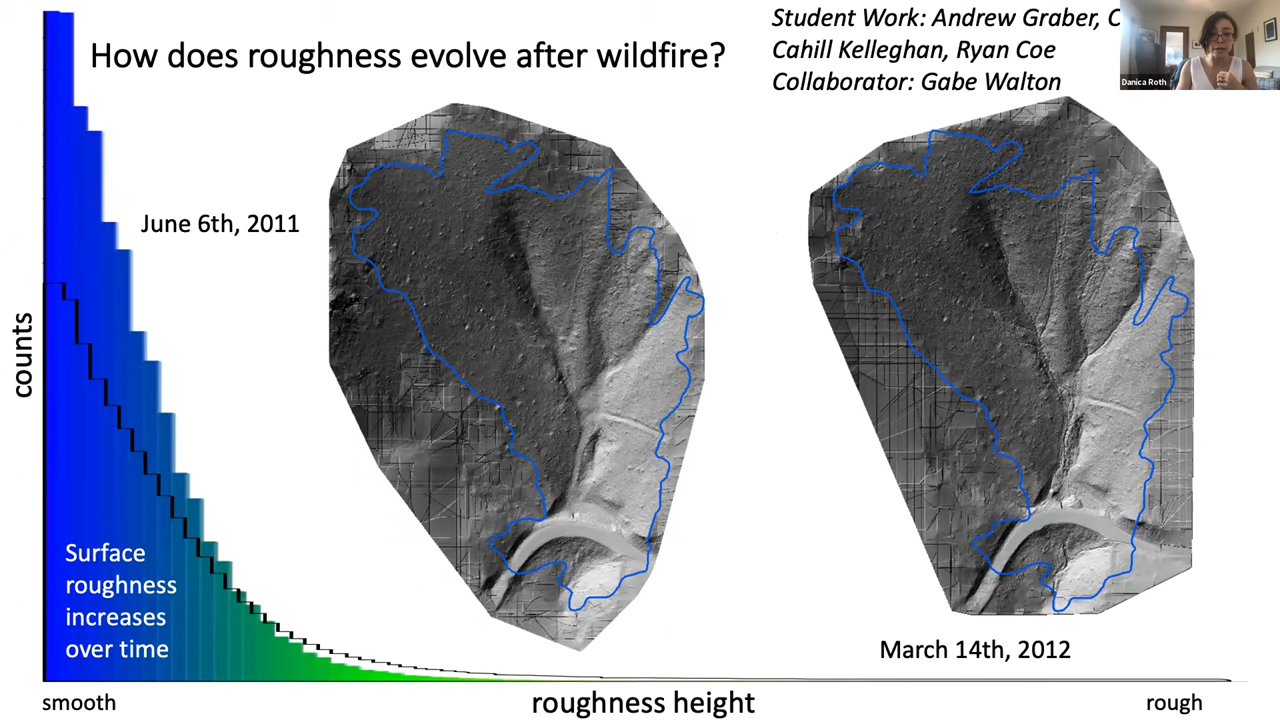 How does roughness evolve after wildfire?
Student Work: Andrew Graber, C
Cahill Kelleghan, Ryan Coe
Collaborator: Gabe Walton
Danica Roth
June 6th, 2011
counts
Surface
roughness
increases
over time
March 14th, 2012
smooth
roughness height
rough